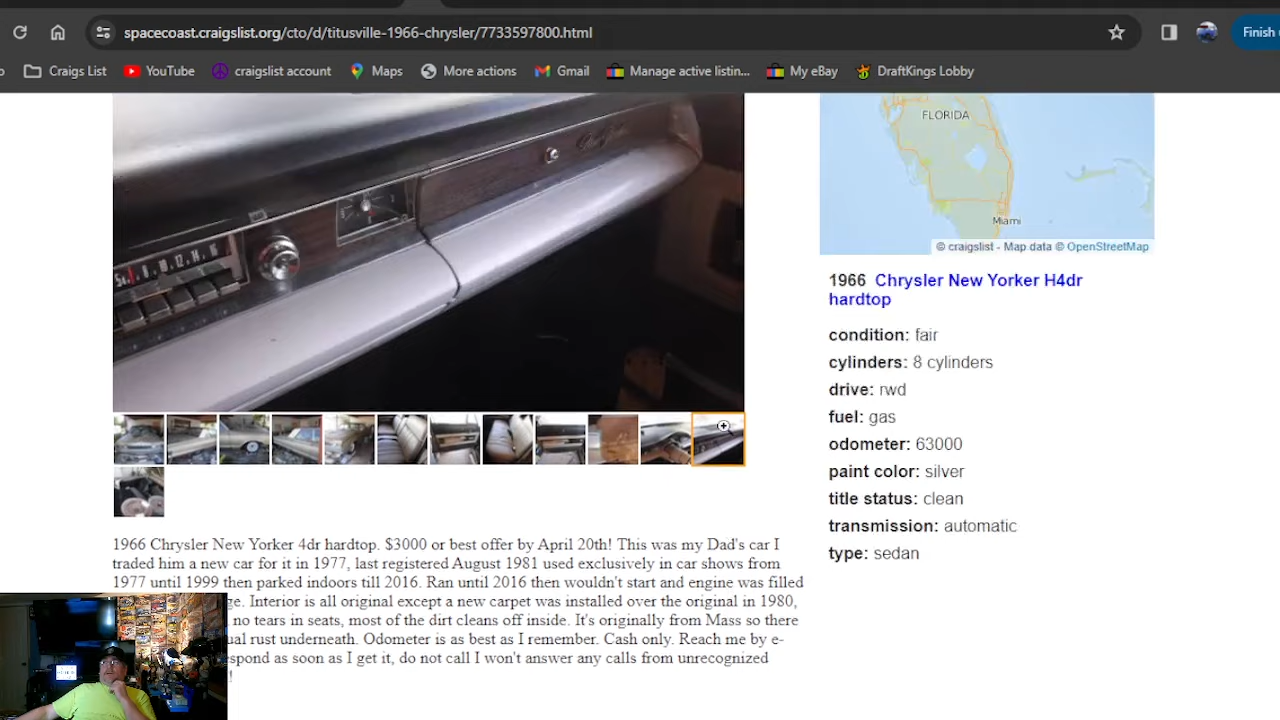 spacecoast.craigslist.org/cto/d/titusville-1966-chrysler/7733597800.html
Finish
Craigs List
YouTube
craigslist account
Maps
More actions
Gmail
Manage active listin...
My eBay
DraftKings Lobby
FLORIDA
Miami
© craigslist - Map data © OpenStreetMap
1966 Chrysler New Yorker H4dr
hardtop
condition: fair
cylinders: 8 cylinders
drive: rwd
fuel: gas
odometer: 63000
paint color: silver
title status: clean
transmission: automatic
type: sedan
1966 Chrysler New Yorker 4dr hardtop. $3000 or best offer by April 20th! This was my Dad's car I
traded him a new car for it in 1977, last registered August 1981 used exclusively in car shows from
1977 until 1999 then parked indoors till 2016. Ran until 2016 then wouldn't start and engine was filled
ge. Interior is all original except a new carpet was installed over the original in 1980,
no tears in seats, most of the dirt cleans off inside. It's originally from Mass so there
ual rust underneath. Odometer is as best as I remember. Cash only. Reach me by e-
espond as soon as I get it, do not call I won't answer any calls from unrecognized
!